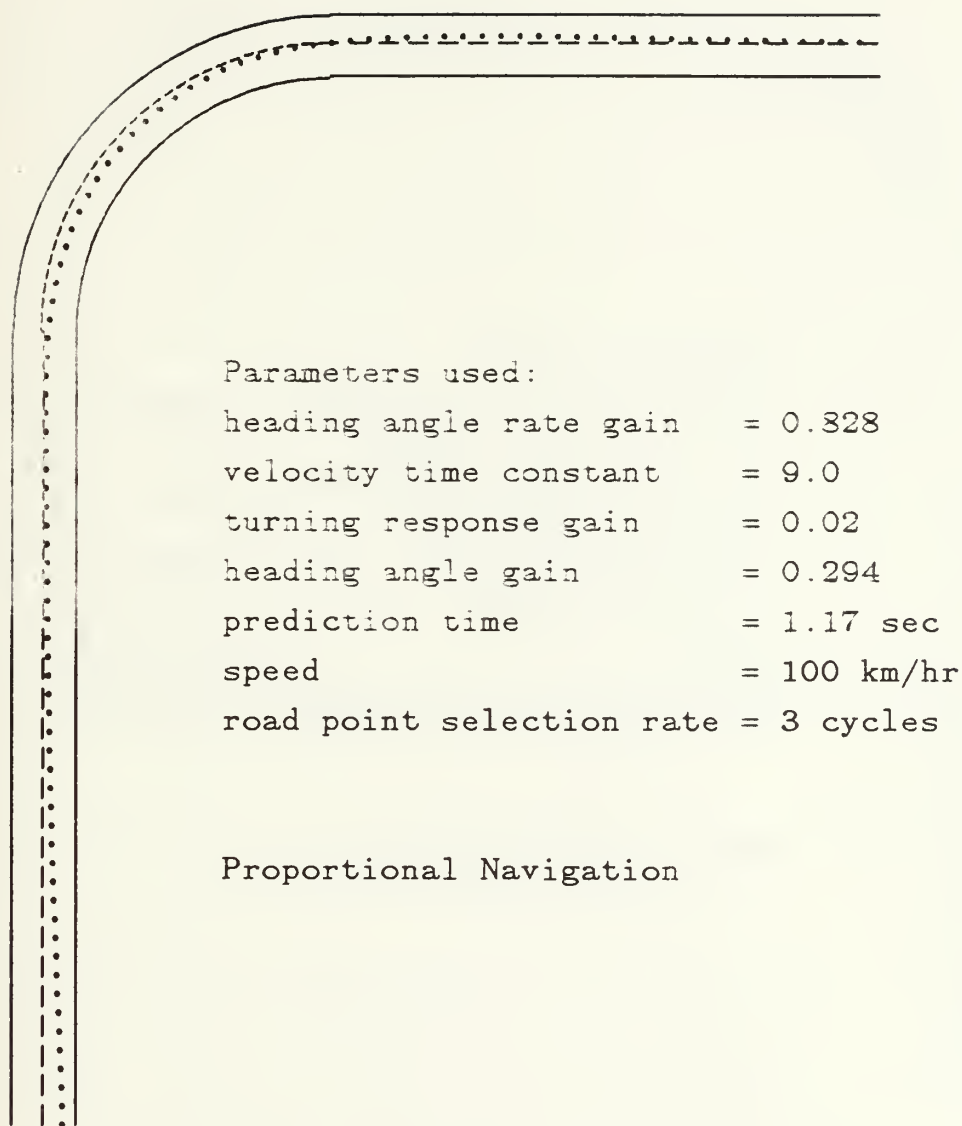 Parameters used:
heading angle rate gain = 0.828
velocity time constant = 9.0
turning response gain = 0.02
heading angle gain = 0.294
prediction time = 1.17 sec
speed = 100 km/hr
road point selection rate = 3 cycles
Proportional Navigation